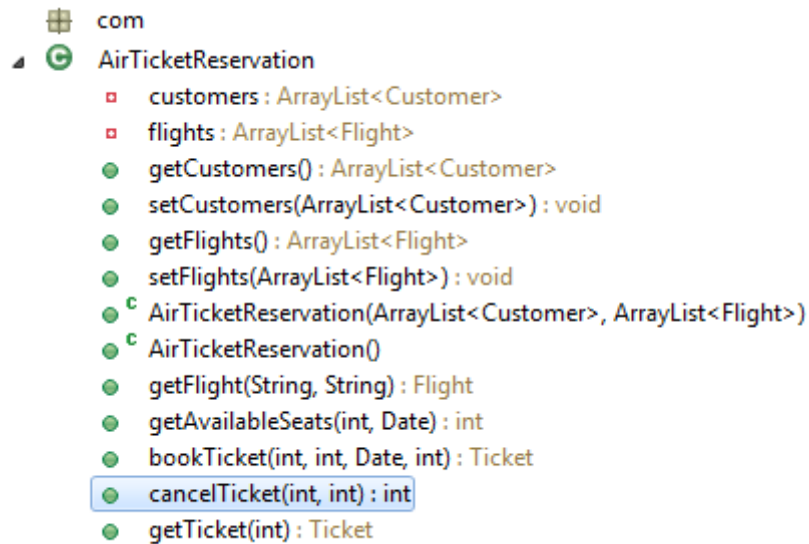 com
C AirTicketReservation
customers : ArrayList<Customer>
flights : ArrayList<Flight>
getCustomers() : ArrayList<Customer>
setCustomers(ArrayList<Customer>) : void
getFlights() : ArrayList<Flight>
setFlights(ArrayList<Flight>) : void
C AirTicketReservation(ArrayList<Customer>, ArrayList<Flight>)
C AirTicketReservation()
getFlight(String, String) : Flight
getAvailableSeats(int, Date) : int
bookTicket(int, int, Date, int) : Ticket
cancelTicket(int, int) : int
getTicket(int) : Ticket